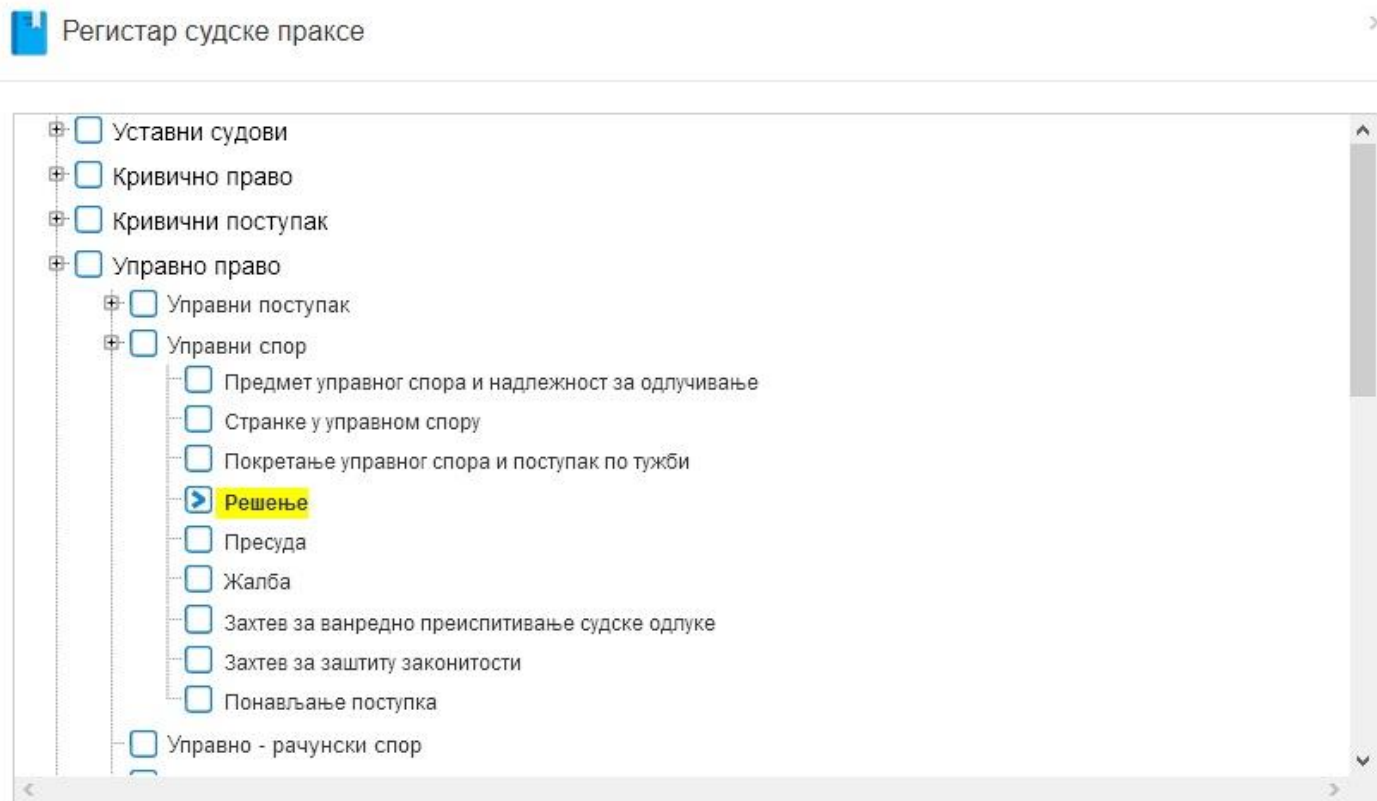 Регистар судске праксе
Уставни судови
Кривично право
Кривични поступак
Управно право
Управни поступак
Управни спор
Предмет управног спора и надлежност за одлучивање
Странке у управном спору
Покретање управног спора и поступак по тужби
Решење
Пресуда
Жалба
Захтев за ванредно преиспитивање судске одлуке
Захтев за заштиту законитости
Понављање поступка
Управно - рачунски спор